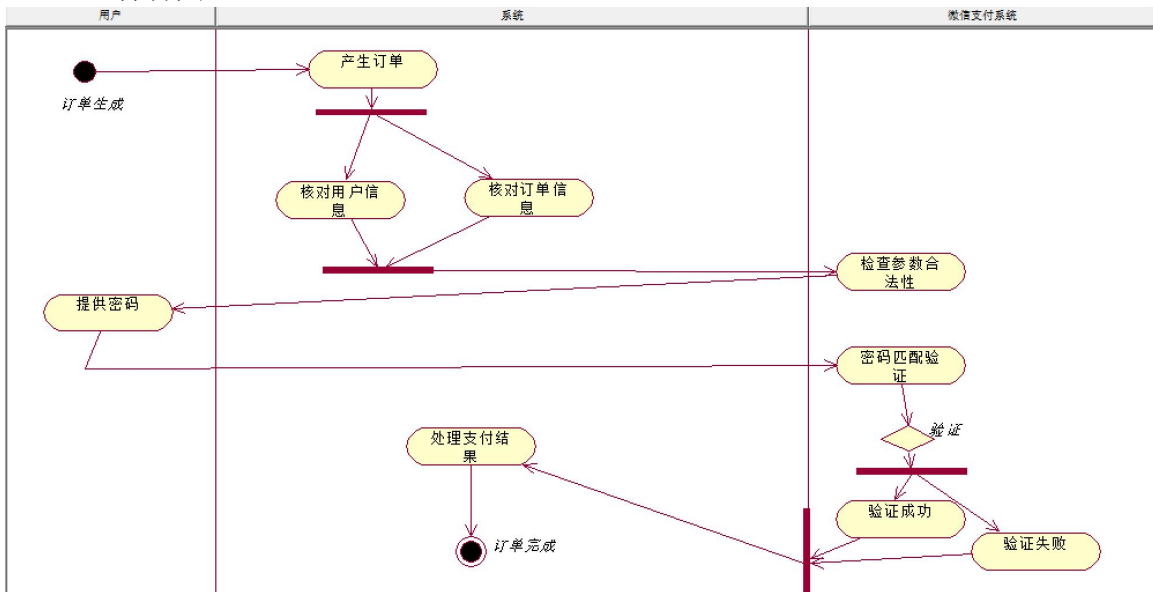 用户
系统
微信支付系统
产生订单
订单生成
核对用户信
息
核对订单信
息
检查参数合
法性
提供密码
密码匹配验
证
验证
处理支付结
果
验证成功
验证失败
订单完成